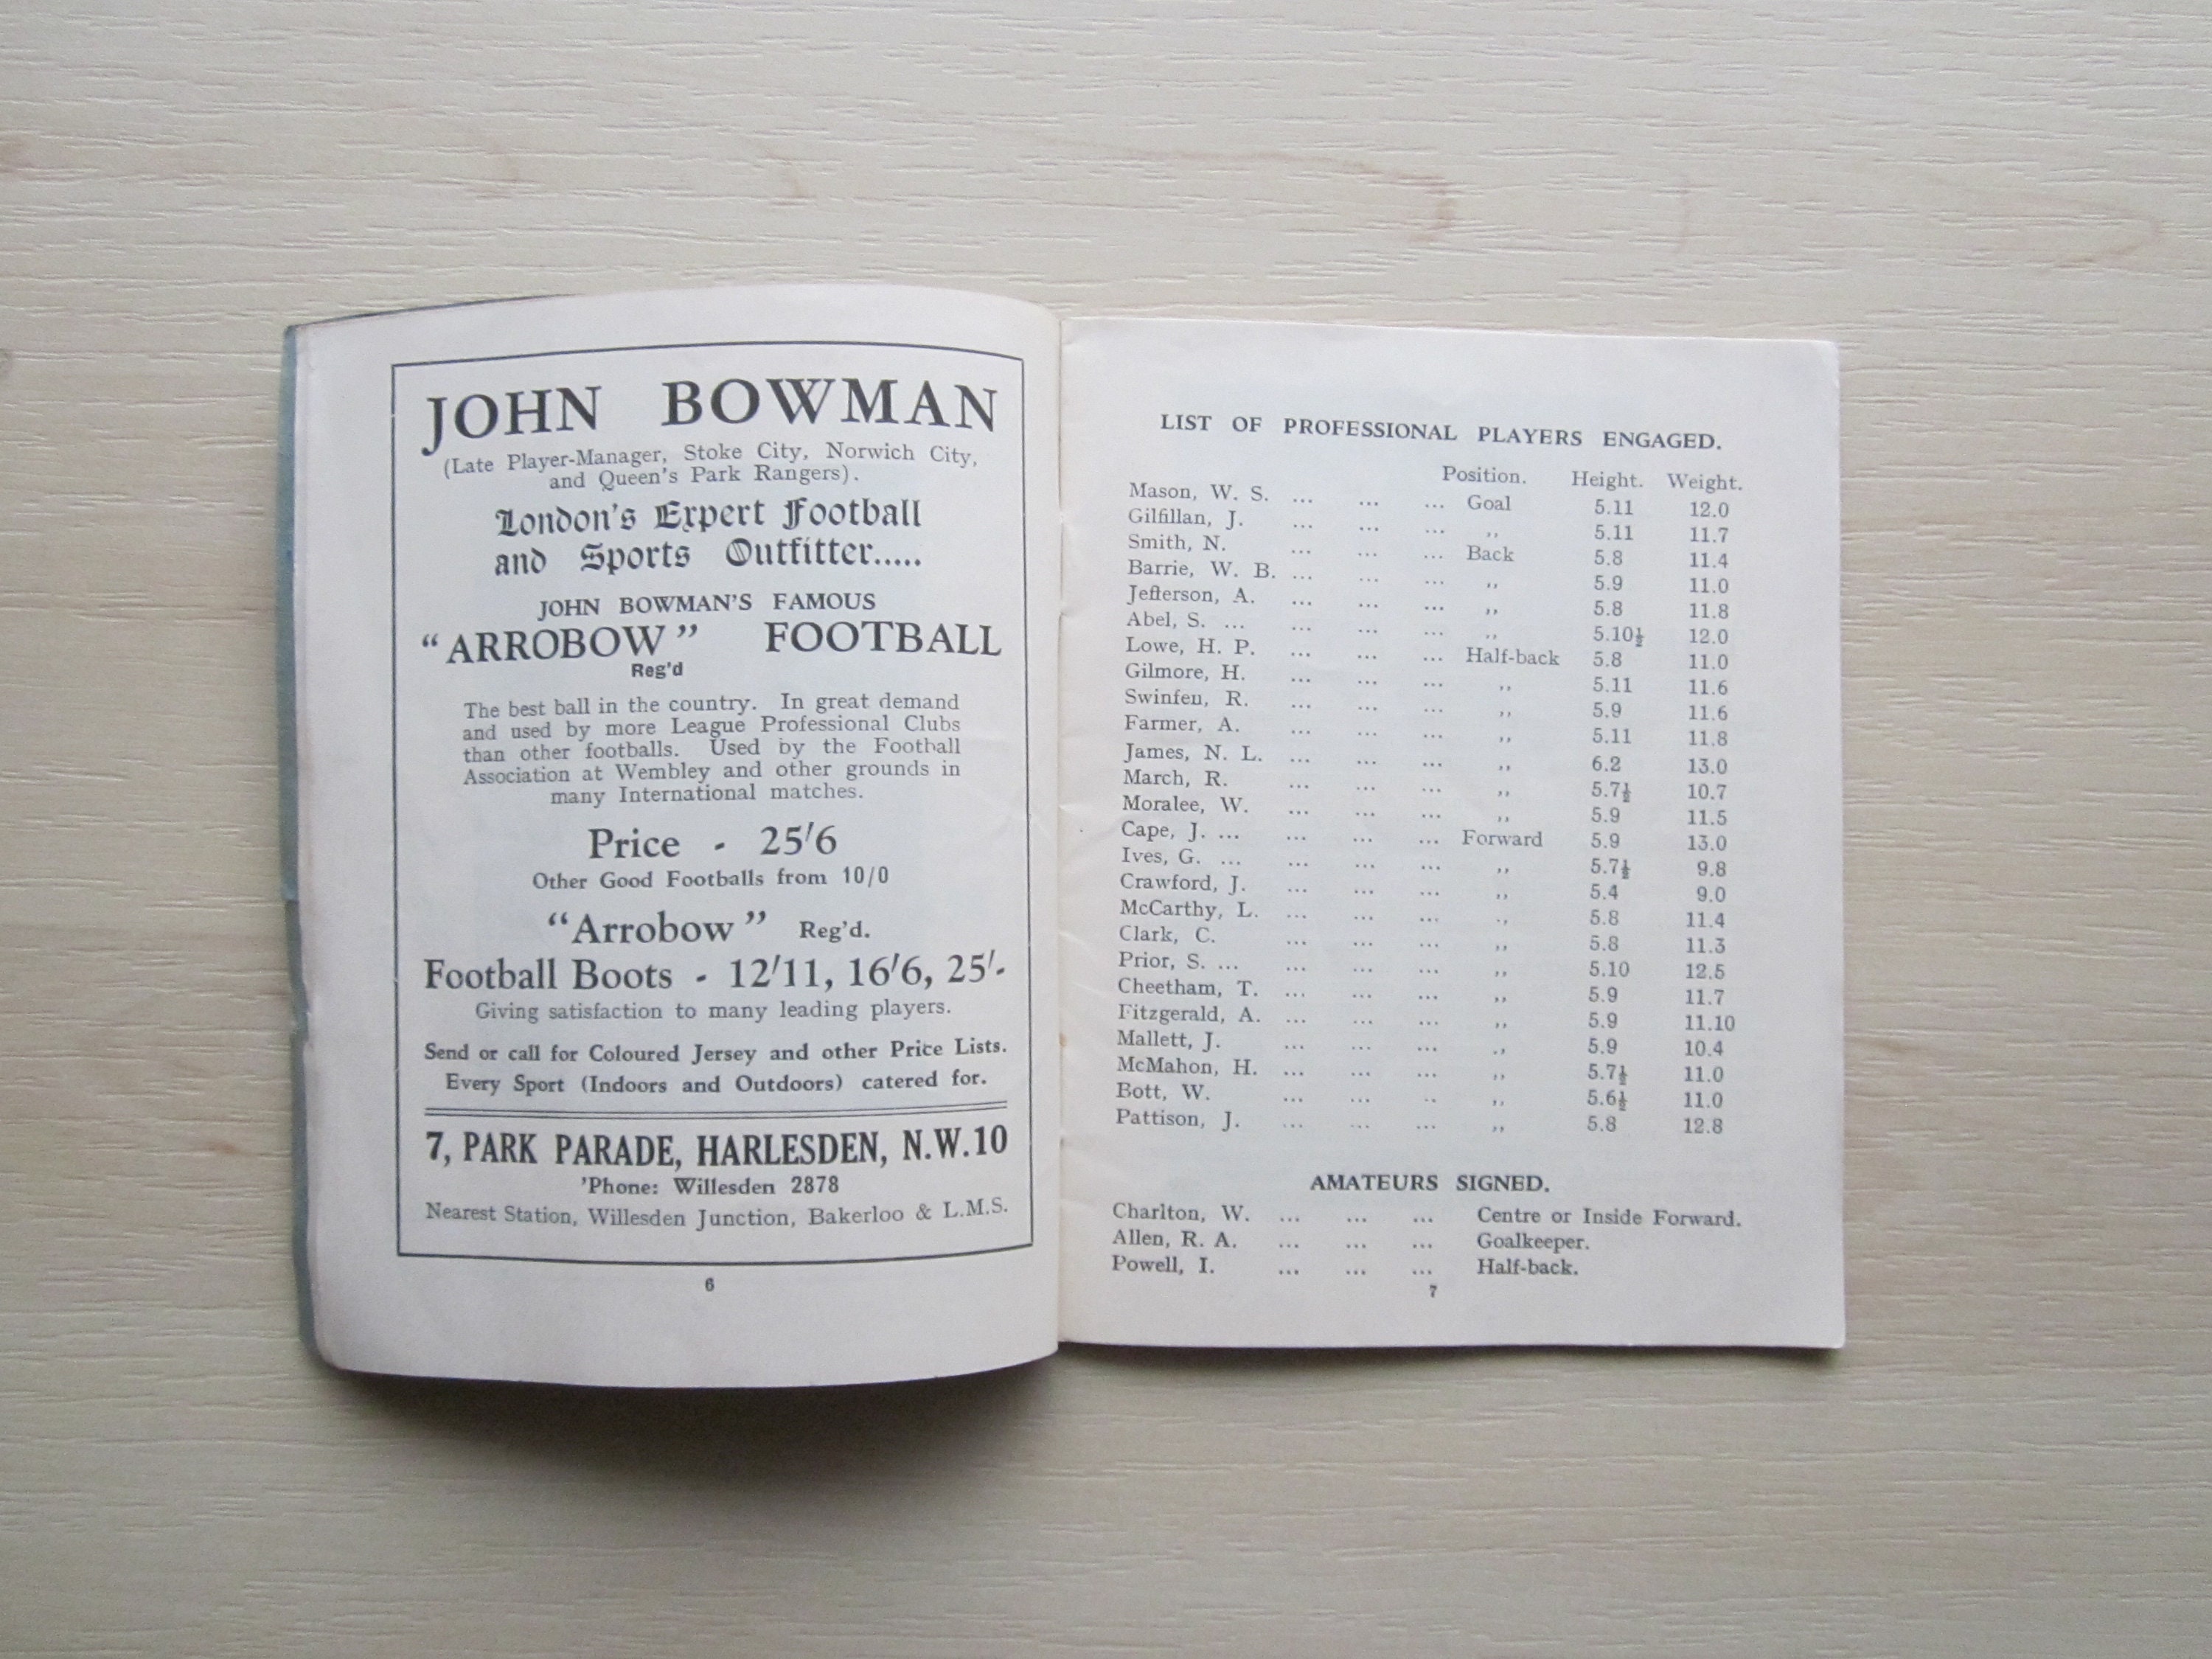 JOHN BOWMAN
(Late Player-Manager, Stoke City, Norwich City,
and Queen's Park Rangers).
London's Expert Football
and Sports Outfitter.....
JOHN BOWMAN'S FAMOUS
"ARROBOW" FOOTBALL
Reg'd
The best ball in the country. In great demand
and used by more League Professional Clubs
than other footballs. Used by the Football
Association at Wembley and other grounds in
many International matches.
Price - 25'6
Other Good Footballs from 10/0
"Arrobow" Reg'd.
Football Boots - 12'11, 16'6, 25'-
Giving satisfaction to many leading players.
Send or call for Coloured Jersey and other Price Lists.
Every Sport (Indoors and Outdoors) catered for.
7, PARK PARADE, HARLESDEN, N.W.10
'Phone: Willesden 2878
Nearest Station, Willesden Junction, Bakerloo & L.M.S.
6
LIST OF PROFESSIONAL PLAYERS ENGAGED.
Position. Height. Weight.
Mason, W. S. ... ... ... Goal 5.11 12.0
Gilfillan, J. ... ... ... ,, 5.11 11.7
Smith, N. ... ... ... Back 5.8 11.4
Barrie, W. B. ... ... ... ,, 5.9 11.0
Jefferson, A. ... ... ... ,, 5.8 11.8
Abel, S. ... ... ... ... ,, 5.10½ 12.0
Lowe, H. P. ... ... ... Half-back 5.8 11.0
Gilmore, H. ... ... ... ,, 5.11 11.6
Swinfen, R. ... ... ... ,, 5.9 11.6
Farmer, A. ... ... ... ,, 5.11 11.8
James, N. L. ... ... ... ,, 6.2 13.0
March, R. ... ... ... ,, 5.7½ 10.7
Moralee, W. ... ... ... ,, 5.9 11.5
Cape, J. ... ... ... ... Forward 5.9 13.0
Ives, G. ... ... ... ... ,, 5.7½ 9.8
Crawford, J. ... ... ... ,, 5.4 9.0
McCarthy, L. ... ... ... ,, 5.8 11.4
Clark, C. ... ... ... ,, 5.8 11.3
Prior, S. ... ... ... ... ,, 5.10 12.5
Cheetham, T. ... ... ... ,, 5.9 11.7
Fitzgerald, A. ... ... ... ,, 5.9 11.10
Mallett, J. ... ... ... ,, 5.9 10.4
McMahon, H. ... ... ... ,, 5.7½ 11.0
Bott, W. ... ... .. ,, 5.6½ 11.0
Pattison, J. ... ... ... ,, 5.8 12.8
AMATEURS SIGNED.
Charlton, W. ... ... ... Centre or Inside Forward.
Allen, R. A. ... ... ... Goalkeeper.
Powell, I. ... ... ... Half-back.
7